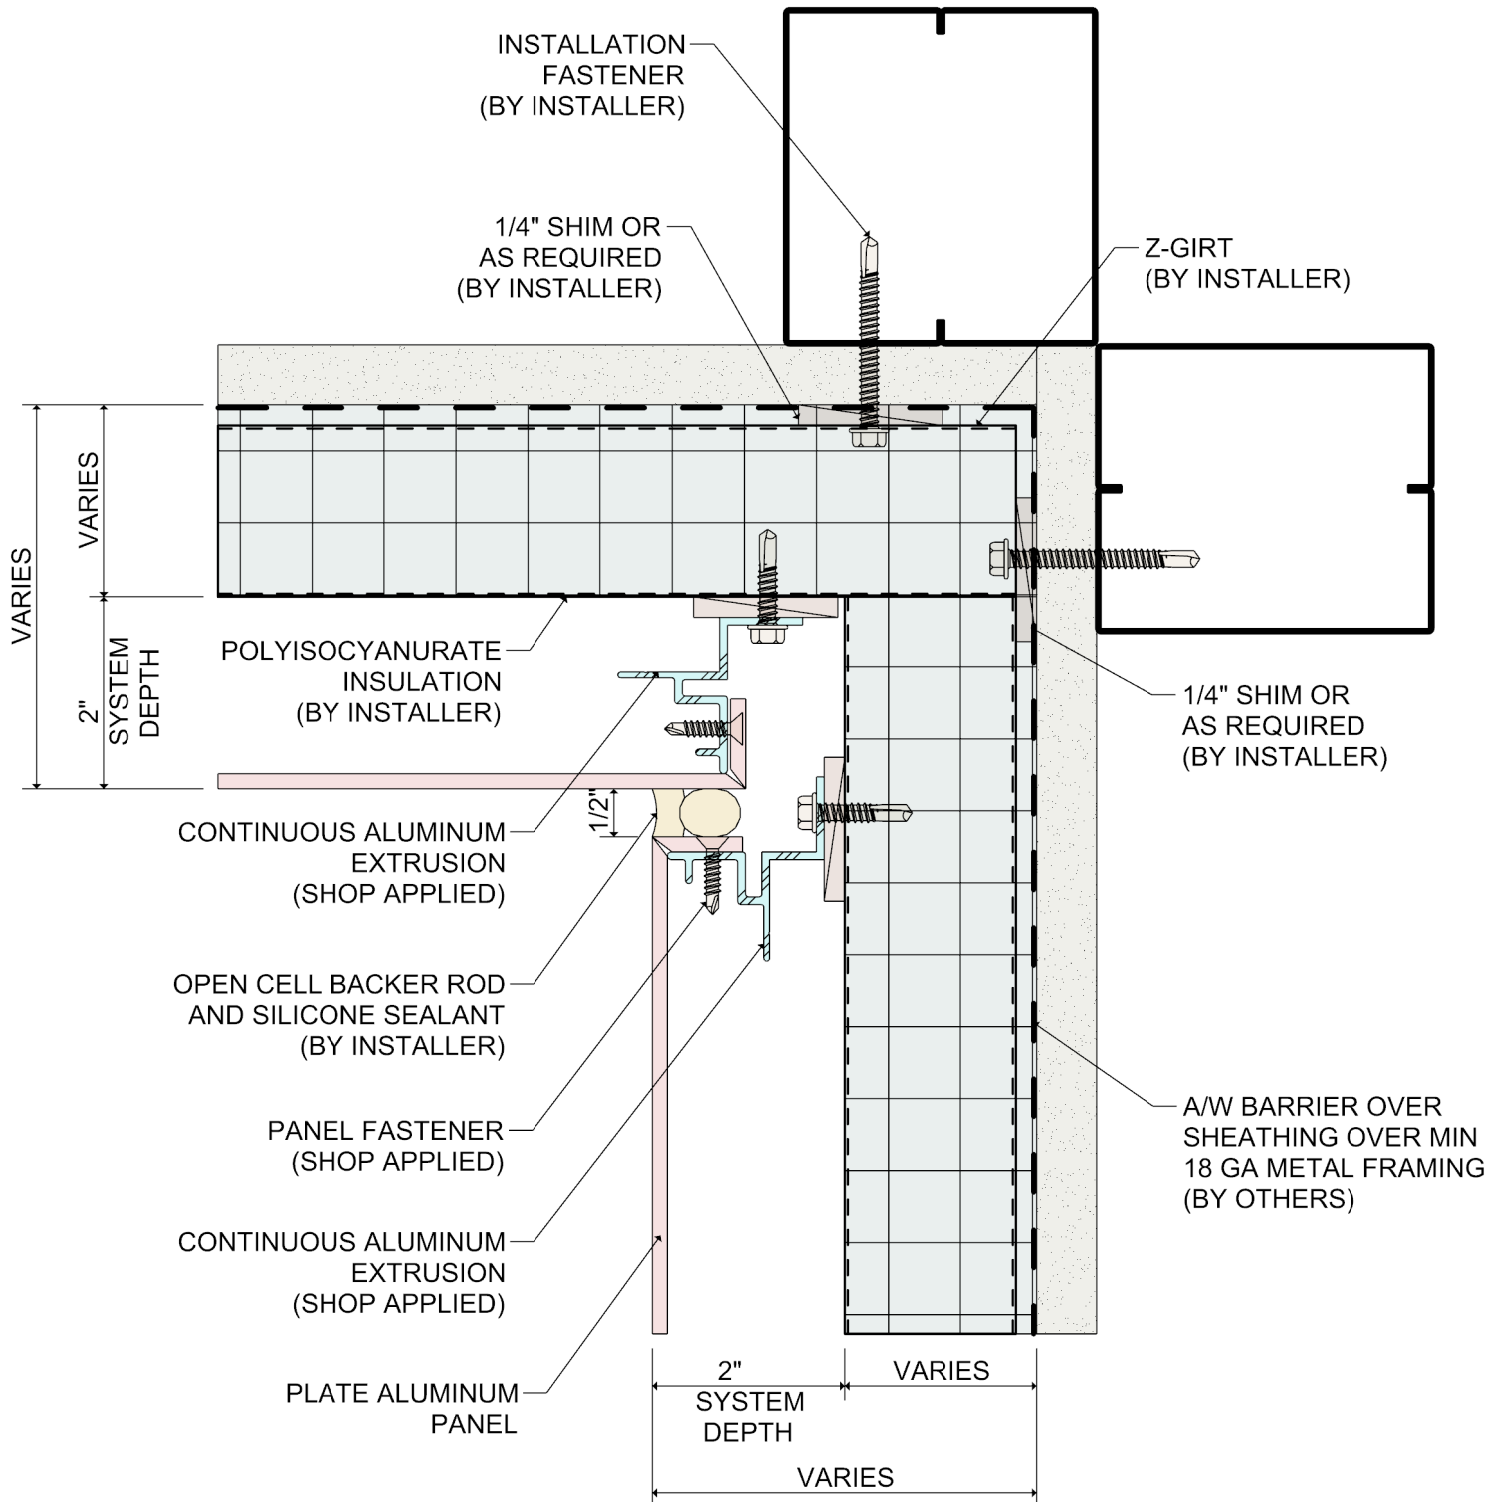 INSTALLATION
FASTENER
(BY INSTALLER)
1/4" SHIM OR
AS REQUIRED
(BY INSTALLER)
Z-GIRT
(BY INSTALLER)
VARIES
VARIES
2"
SYSTEM
DEPTH
POLYISOCYANURATE
INSULATION
(BY INSTALLER)
1/4" SHIM OR
AS REQUIRED
(BY INSTALLER)
1/2"
CONTINUOUS ALUMINUM
EXTRUSION
(SHOP APPLIED)
OPEN CELL BACKER ROD
AND SILICONE SEALANT
(BY INSTALLER)
PANEL FASTENER
(SHOP APPLIED)
A/W BARRIER OVER
SHEATHING OVER MIN
18 GA METAL FRAMING
(BY OTHERS)
CONTINUOUS ALUMINUM
EXTRUSION
(SHOP APPLIED)
PLATE ALUMINUM
PANEL
2"
SYSTEM
DEPTH
VARIES
VARIES